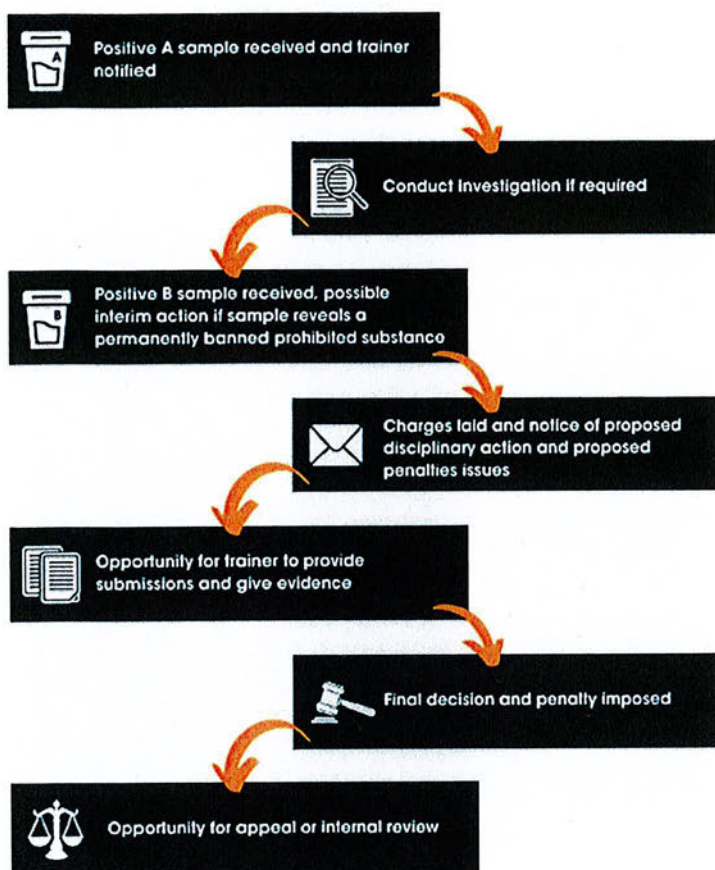 A
Positive A sample received and trainer
notified
Conduct Investigation if required
B
Positive B sample received, possible
interim action if sample reveals a
permanently banned prohibited substance
Charges laid and notice of proposed
disciplinary action and proposed
penalties issues
Opportunity for trainer to provide
submissions and give evidence
Final decision and penalty imposed
Opportunity for appeal or internal review